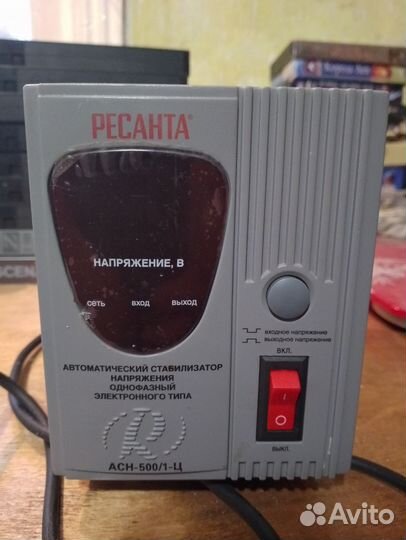 РЕСАНТА®
НАПРЯЖЕНИЕ, В
сеть вход выход
входное напряжение
выходное напряжение
ВКЛ.
АВТОМАТИЧЕСКИЙ СТАБИЛИЗАТОР
НАПРЯЖЕНИЯ
ОДНОФАЗНЫЙ
ЭЛЕКТРОННОГО ТИПА
R
АСН-500/1-Ц
ВЫКЛ.
Avito